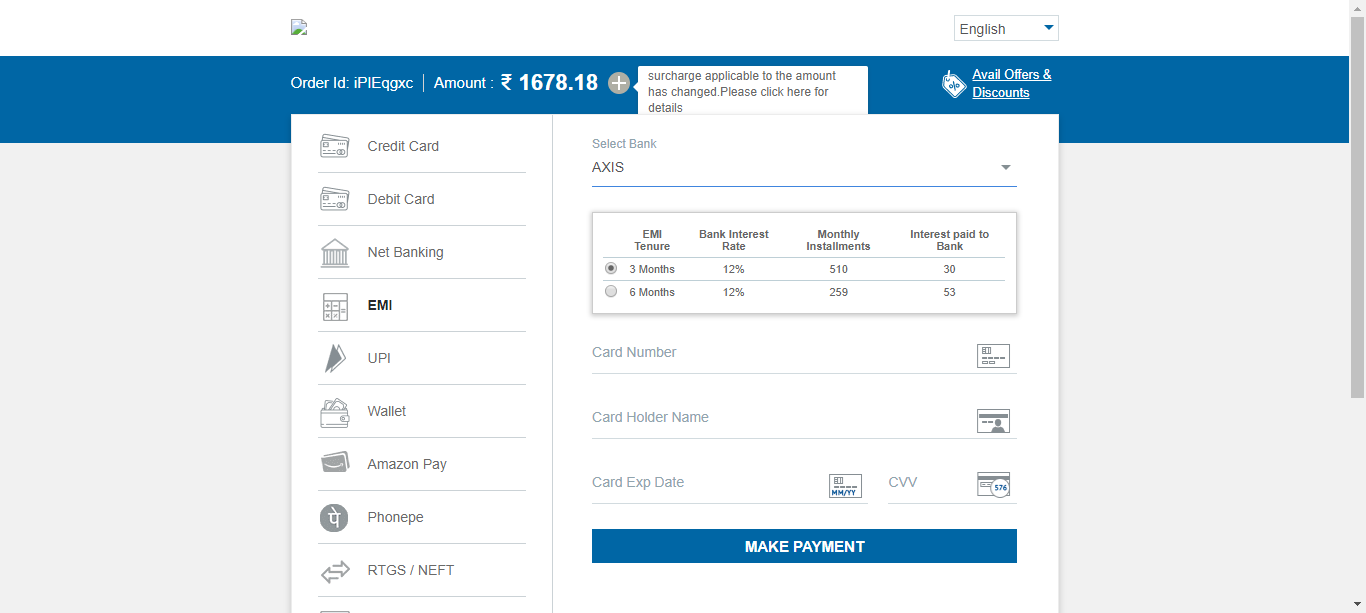 English
Order Id: iPlEqgxc | Amount : ₹ 1678.18
surcharge applicable to the amount
has changed.Please click here for
details
Avail Offers &
Discounts
Credit Card
Debit Card
Net Banking
EMI
UPI
Wallet
Amazon Pay
Phonepe
RTGS / NEFT
Select Bank
AXIS
EMI Tenure Bank Interest Rate Monthly Installments Interest paid to Bank
3 Months 12% 510 30
6 Months 12% 259 53
Card Number
Card Holder Name
Card Exp Date
MM/YY
CVV
576
MAKE PAYMENT